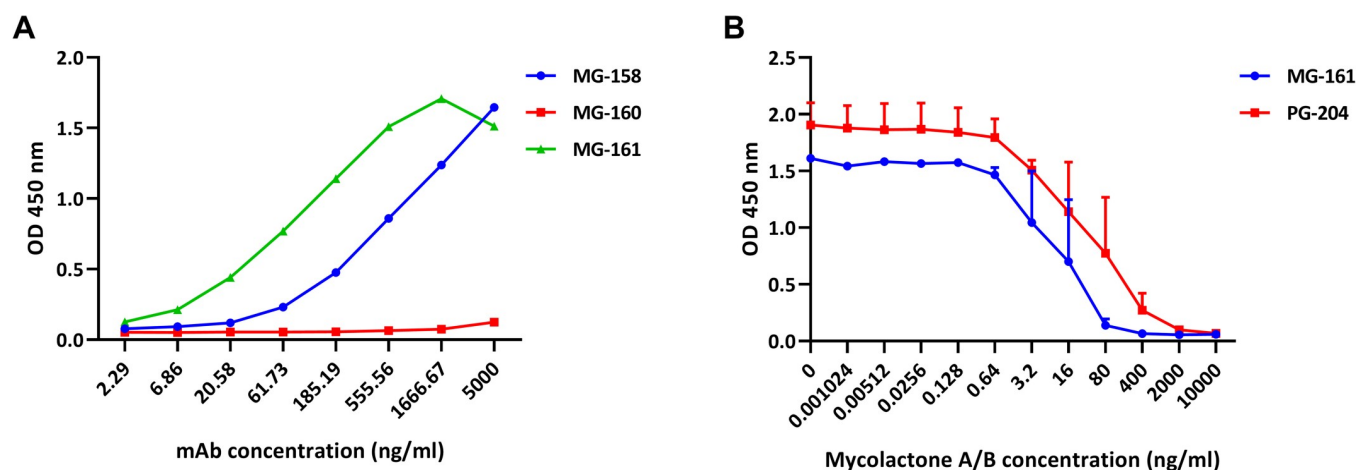 A
OD 450 nm
2.0
1.5
1.0
0.5
0.0
2.29
6.86
20.58
61.73
185.19
555.56
1666.67
5000
mAb concentration (ng/ml)
MG-158
MG-160
MG-161
B
OD 450 nm
2.5
2.0
1.5
1.0
0.5
0.0
0
0.001024
0.00512
0.0256
0.128
0.64
3.2
16
80
400
2000
10000
Mycolactone A/B concentration (ng/ml)
MG-161
PG-204